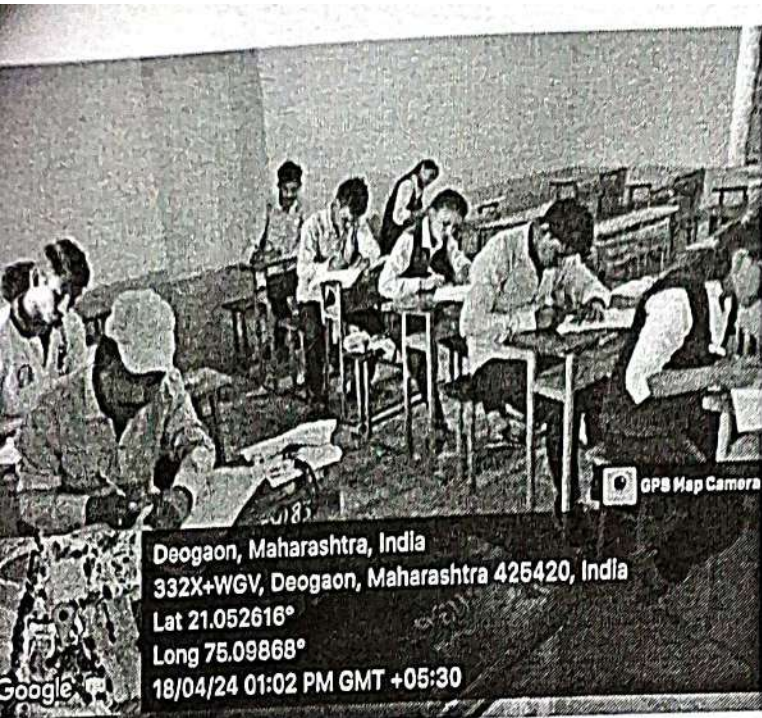 GPS Map Camera
Deogaon, Maharashtra, India
332X+WGV, Deogaon, Maharashtra 425420, India
Lat 21.052616°
Long 75.09868°
18/04/24 01:02 PM GMT +05:30
Google